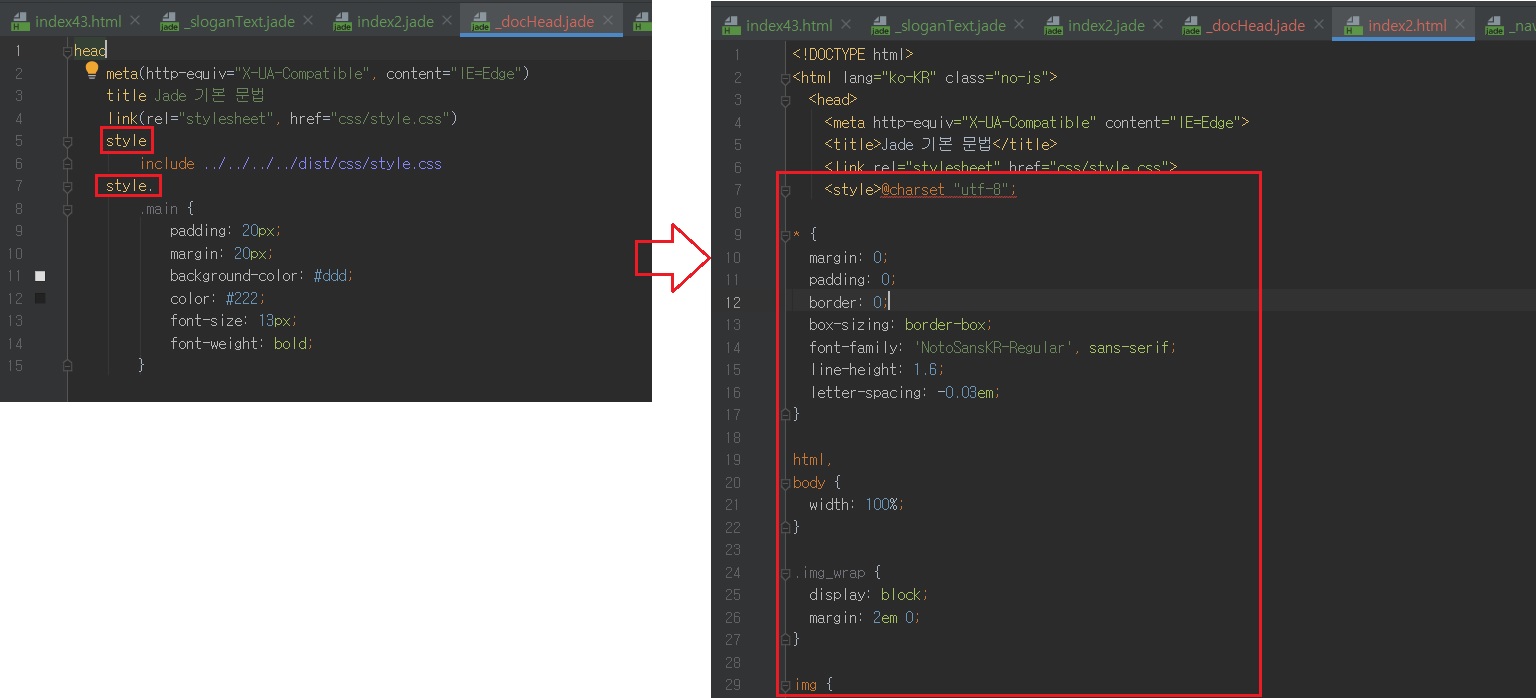 index43.html _sloganText.jade index2.jade _docHead.jade
1 head
2 meta(http-equiv="X-UA-Compatible", content="IE=Edge")
3 title Jade 기본 문법
4 link(rel="stylesheet", href="css/style.css")
5 style
6 include ../../../../dist/css/style.css
7 style.
8 .main {
9 padding: 20px;
10 margin: 20px;
11 background-color: #ddd;
12 color: #222;
13 font-size: 13px;
14 font-weight: bold;
15 }
index43.html _sloganText.jade index2.jade _docHead.jade index2.html
1 <!DOCTYPE html>
2 <html lang="ko-KR" class="no-js">
3 <head>
4 <meta http-equiv="X-UA-Compatible" content="IE=Edge">
5 <title>Jade 기본 문법</title>
6 <link rel="stylesheet" href="css/style.css">
7 <style>@charset "utf-8";
8
9 * {
10 margin: 0;
11 padding: 0;
12 border: 0;
13 box-sizing: border-box;
14 font-family: 'NotoSansKR-Regular', sans-serif;
15 line-height: 1.6;
16 letter-spacing: -0.03em;
17 }
18
19 html,
20 body {
21 width: 100%;
22 }
23
24 .img_wrap {
25 display: block;
26 margin: 2em 0;
27 }
28
29 img {